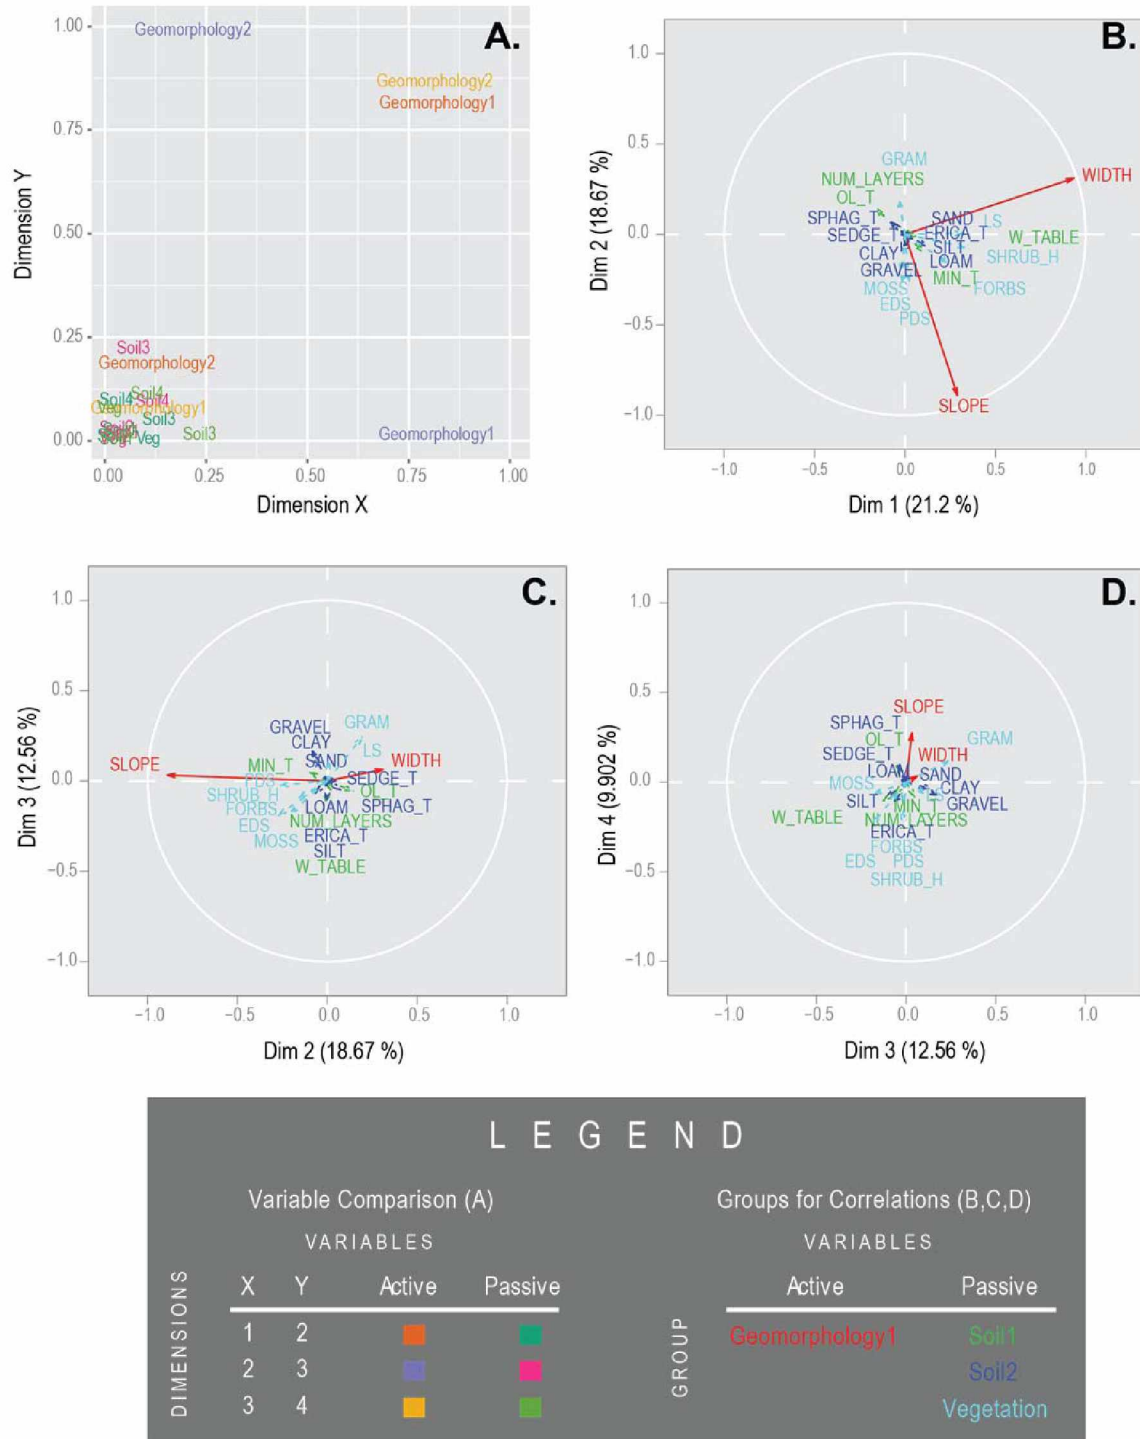 A.
1.00
0.75
0.50
0.25
0.00
Dimension Y
Geomorphology2
Geomorphology2
Geomorphology1
Soil3
Geomorphology2
Soil4
Soil4
Soil4
Geomorphology1
Soil3
Veg
Soil3
Geomorphology1
0.00 0.25 0.50 0.75 1.00
Dimension X
B.
1.0
0.5
0.0
−0.5
−1.0
Dim 2 (18.67 %)
GRAM
NUM_LAYERS
WIDTH
OL_T
SPHAG_T SAND LS
SEDGE_T ERICA_T W_TABLE
CLAY SILT SHRUB_H
GRAVEL LOAM
MIN_T
MOSS FORBS
EDS
PDS
SLOPE
−1.0 −0.5 0.0 0.5 1.0
Dim 1 (21.2 %)
C.
1.0
0.5
0.0
−0.5
−1.0
Dim 3 (12.56 %)
GRAVEL GRAM
CLAY LS
SLOPE MIN_T SAND WIDTH
PDS SEDGE_T
SHRUB_H OL_T
FORBS LOAM SPHAG_T
EDS NUM_LAYERS
MOSS ERICA_T
SILT
W_TABLE
−1.0 −0.5 0.0 0.5 1.0
Dim 2 (18.67 %)
D.
1.0
0.5
0.0
−0.5
−1.0
Dim 4 (9.902 %)
SLOPE
SPHAG_T
OL_T GRAM
SEDGE_T WIDTH
LOAM SAND
MOSS CLAY
SILT MIN_T GRAVEL
W_TABLE NUM_LAYERS
ERICA_T
FORBS
EDS PDS
SHRUB_H
−1.0 −0.5 0.0 0.5 1.0
Dim 3 (12.56 %)
LEGEND
Variable Comparison (A)
VARIABLES
DIMENSIONS
X Y Active Passive
1 2
2 3
3 4
Groups for Correlations (B,C,D)
VARIABLES
GROUP
Active Passive
Geomorphology1 Soil1
Soil2
Vegetation